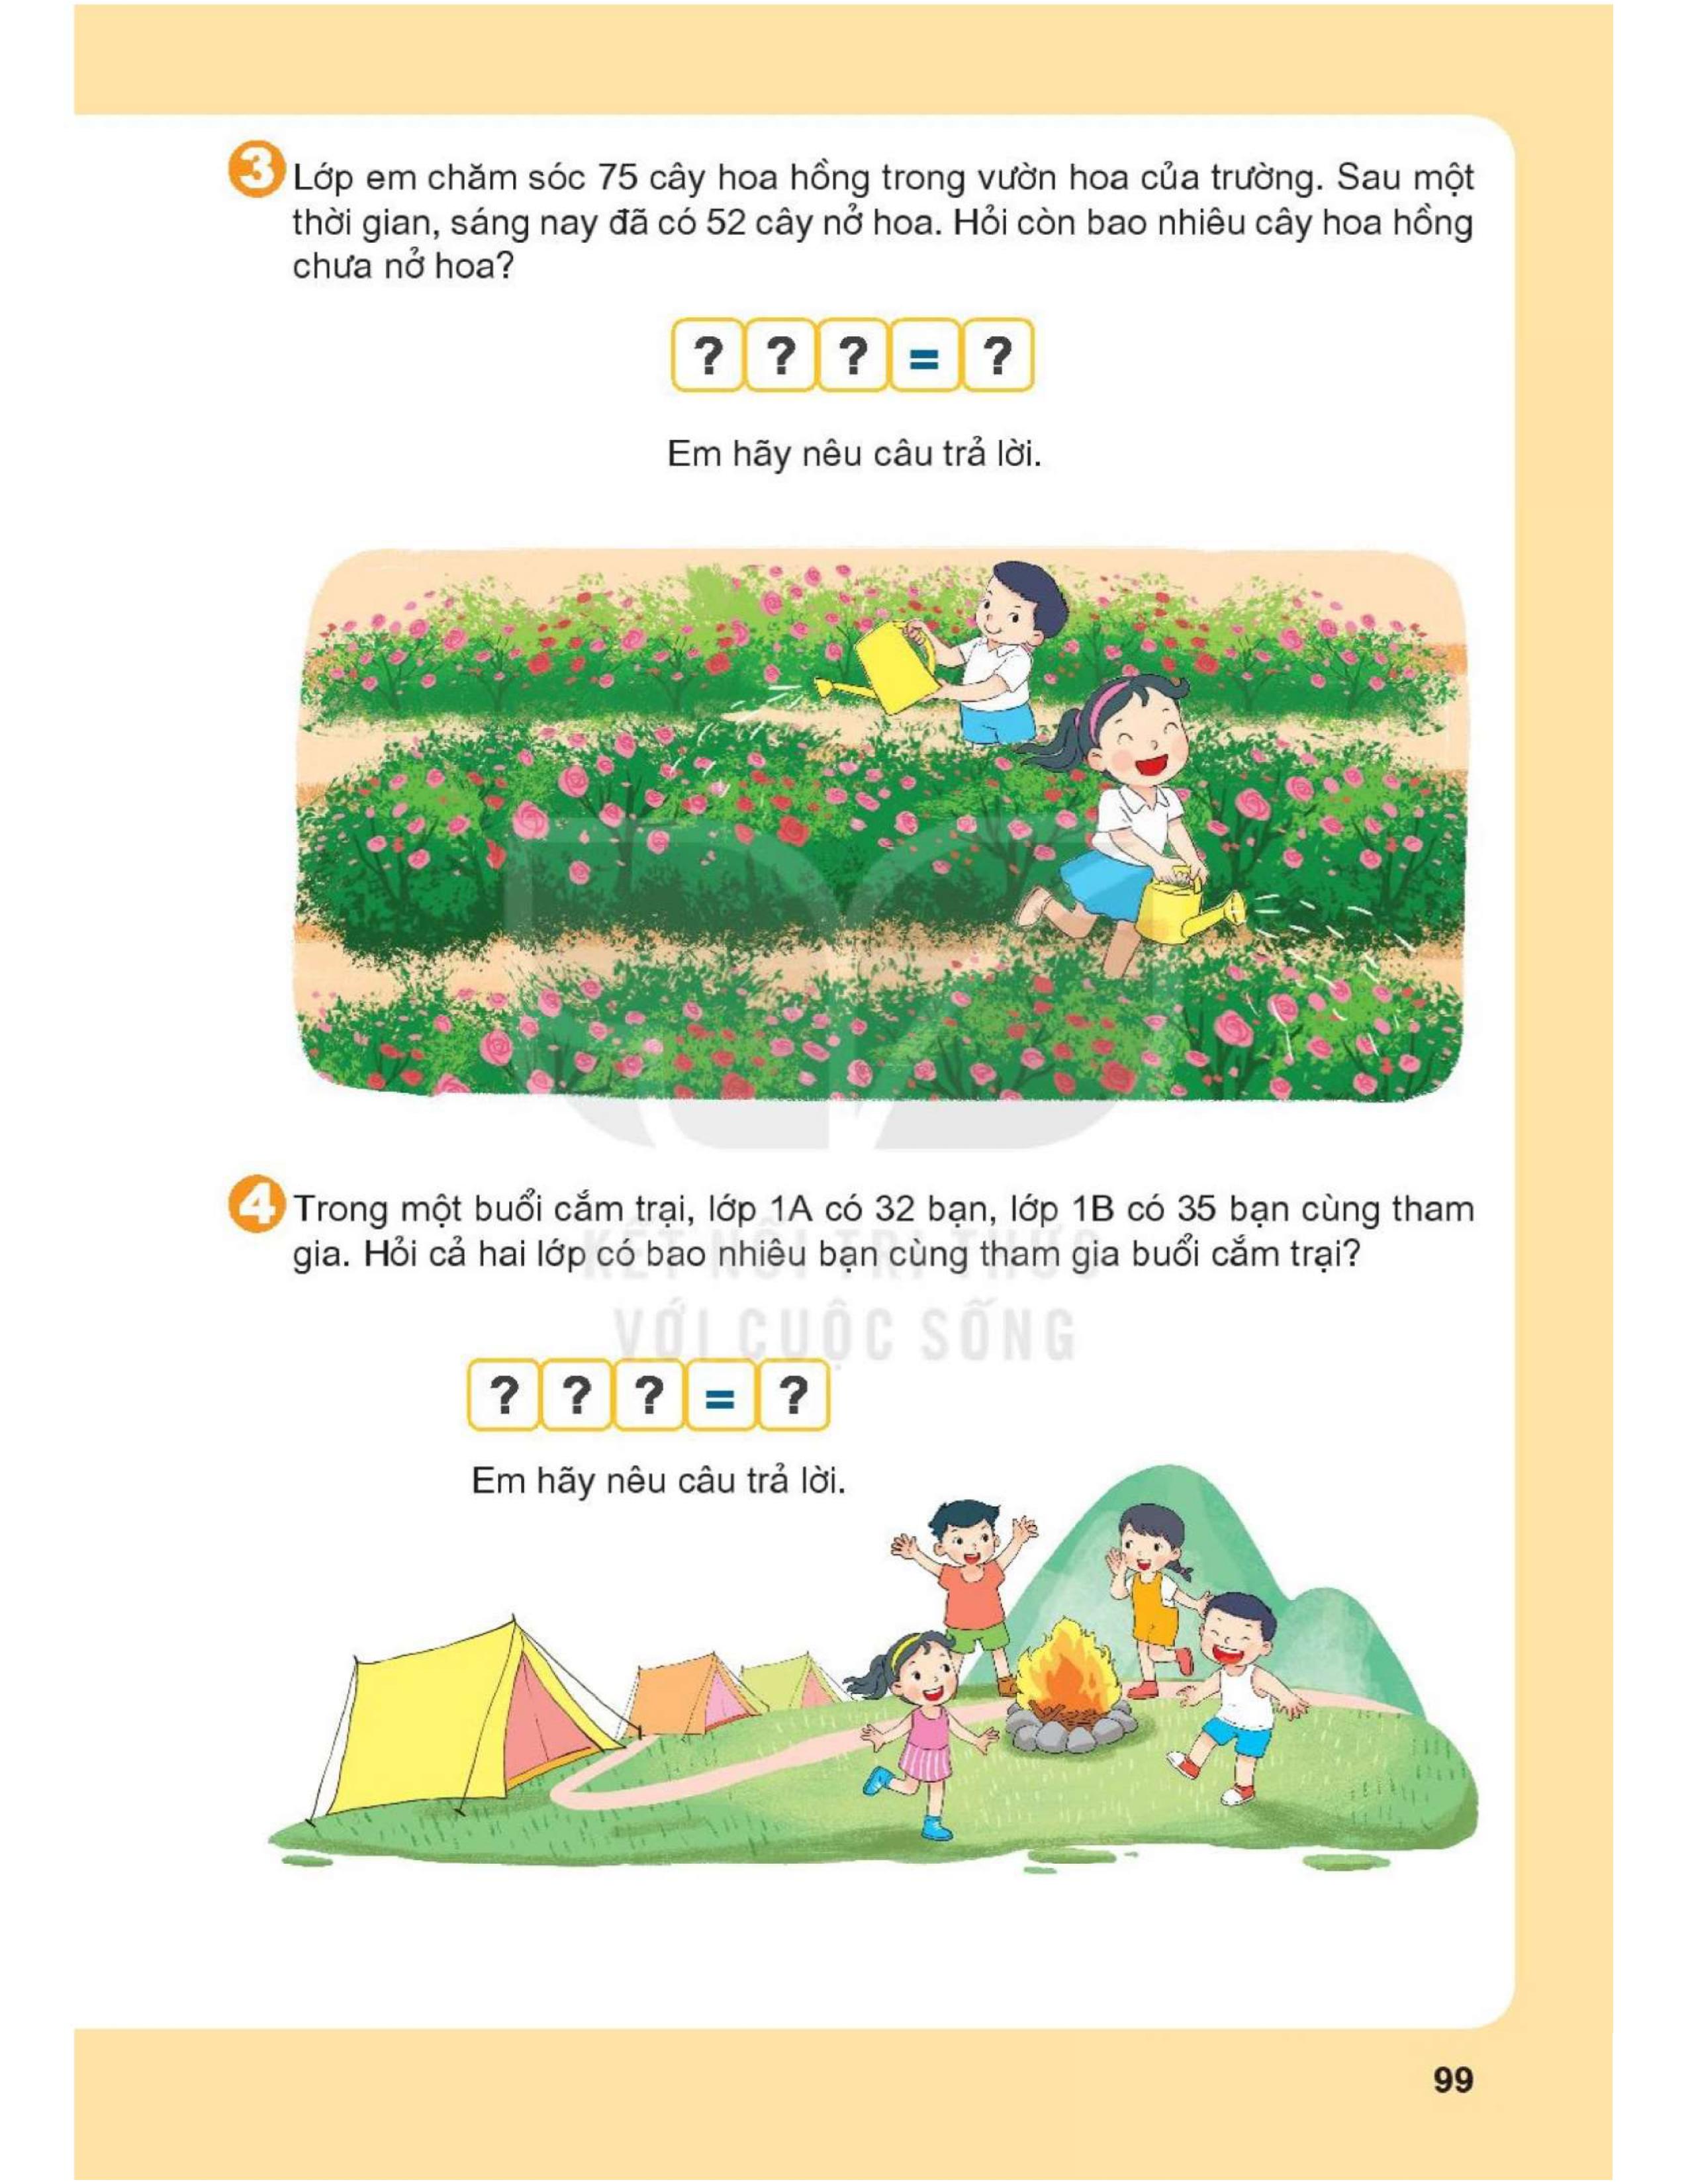 3 Lớp em chăm sóc 75 cây hoa hồng trong vườn hoa của trường. Sau một
thời gian, sáng nay đã có 52 cây nở hoa. Hỏi còn bao nhiêu cây hoa hồng
chưa nở hoa?
? ? ? = ?
Em hãy nêu câu trả lời.
4 Trong một buổi cắm trại, lớp 1A có 32 bạn, lớp 1B có 35 bạn cùng tham
gia. Hỏi cả hai lớp có bao nhiêu bạn cùng tham gia buổi cắm trại?
KẾT NỐI TRI THỨC
VỚI CUỘC SỐNG
? ? ? = ?
Em hãy nêu câu trả lời.
99